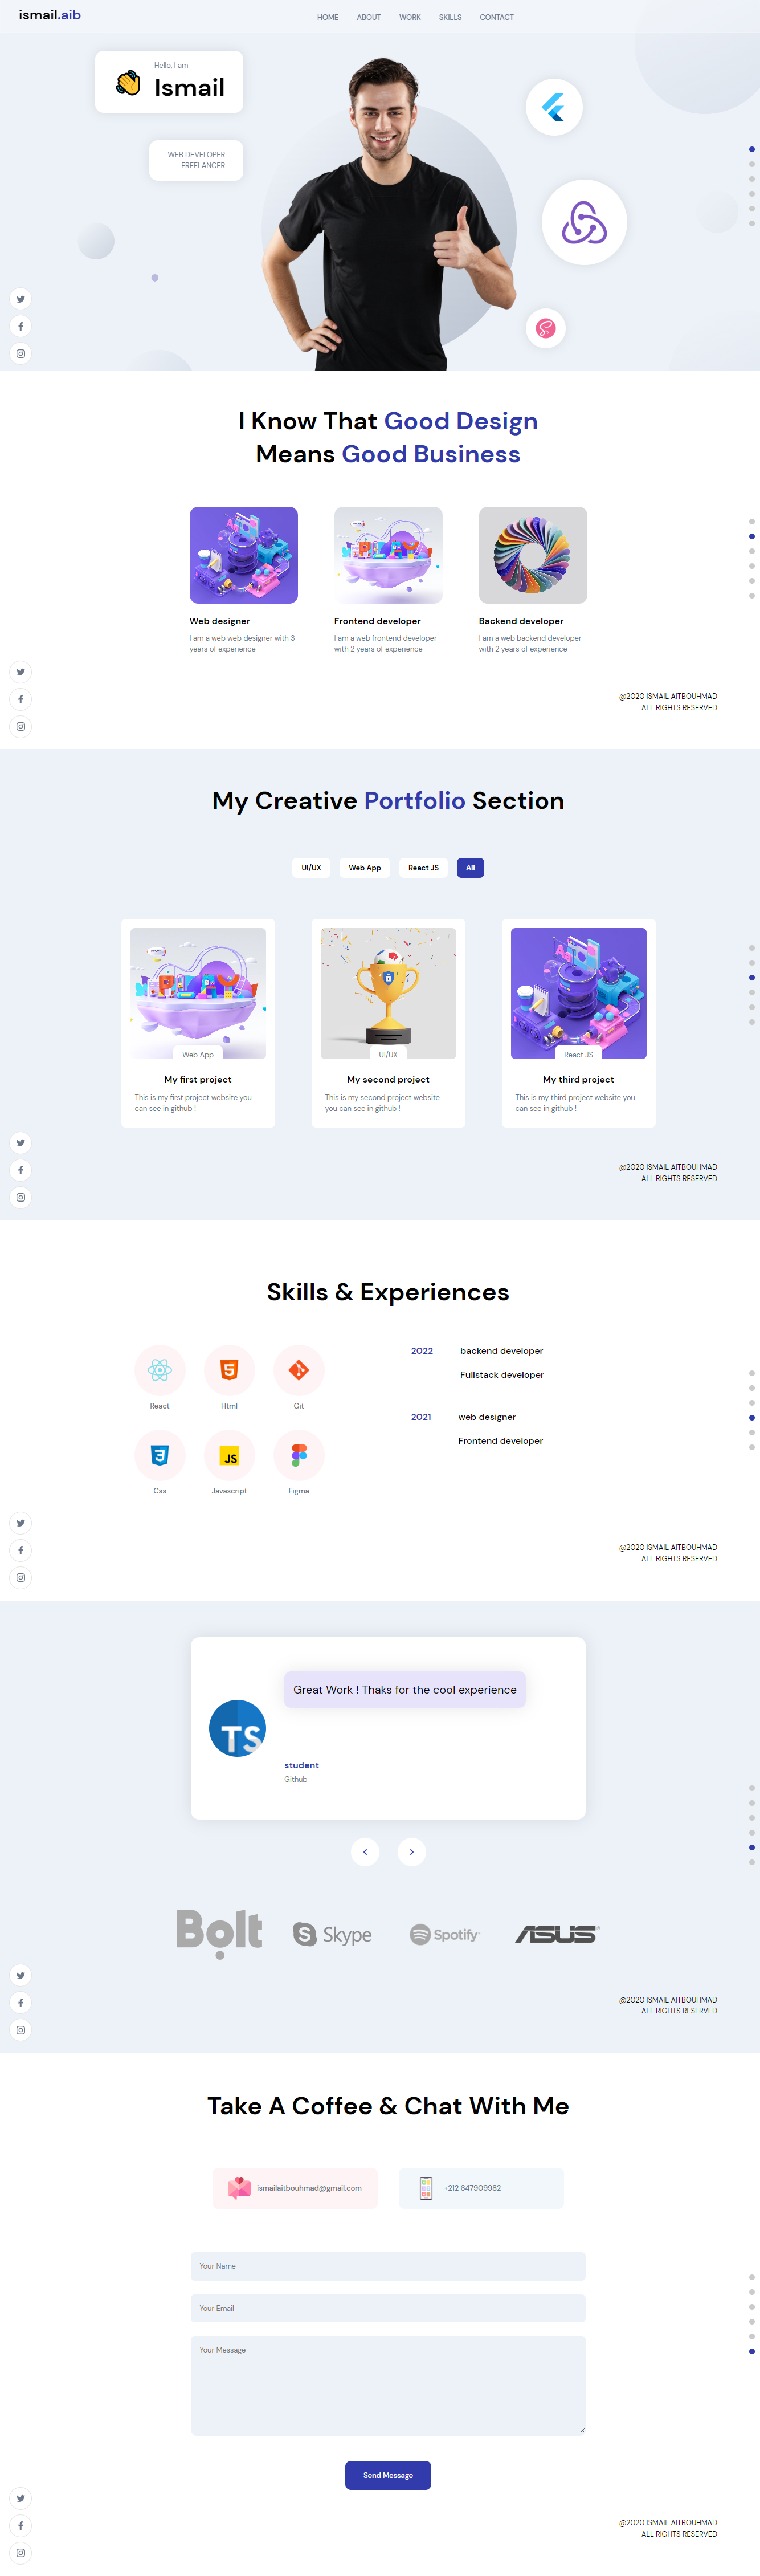 ismail.aib
HOME ABOUT WORK SKILLS CONTACT
Hello, I am
Ismail
WEB DEVELOPER
FREELANCER
I Know That Good Design
Means Good Business
Web designer
I am a web web designer with 3
years of experience
Frontend developer
I am a web frontend developer
with 2 years of experience
Backend developer
I am a web backend developer
with 2 years of experience
@2020 ISMAIL AITBOUHMAD
ALL RIGHTS RESERVED
My Creative Portfolio Section
UI/UX Web App React JS All
Web App
My first project
This is my first project website you
can see in github !
UI/UX
My second project
This is my second project website
you can see in github !
React JS
My third project
This is my third project website you
can see in github !
@2020 ISMAIL AITBOUHMAD
ALL RIGHTS RESERVED
Skills & Experiences
React Html Git
JS
Css Javascript Figma
2022 backend developer
Fullstack developer
2021 web designer
Frontend developer
@2020 ISMAIL AITBOUHMAD
ALL RIGHTS RESERVED
Great Work ! Thaks for the cool experience
TS
student
Github
Bolt Skype Spotify ASUS
@2020 ISMAIL AITBOUHMAD
ALL RIGHTS RESERVED
Take A Coffee & Chat With Me
ismailaitbouhmad@gmail.com
+212 647909982
Your Name
Your Email
Your Message
Send Message
@2020 ISMAIL AITBOUHMAD
ALL RIGHTS RESERVED